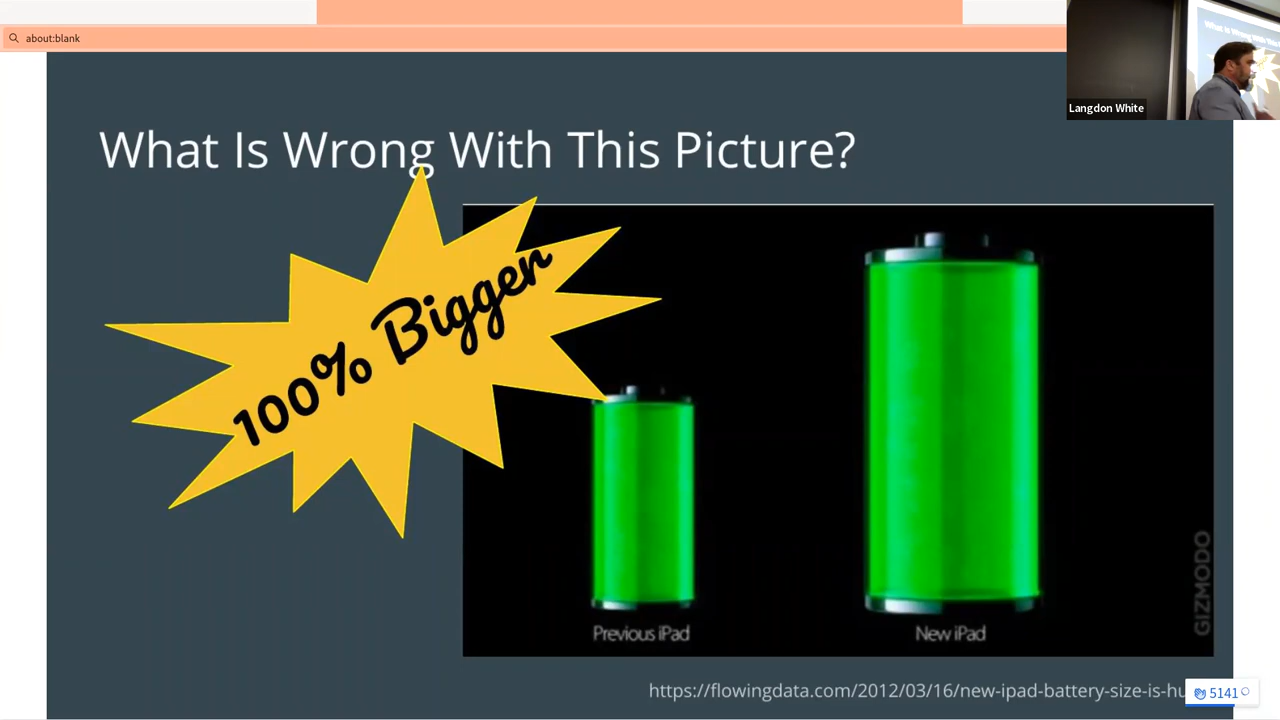 about:blank
Langdon White
What Is Wrong With This Picture?
100% Bigger
Previous iPad
New iPad
GIZMODO
https://flowingdata.com/2012/03/16/new-ipad-battery-size-is-hu
5141